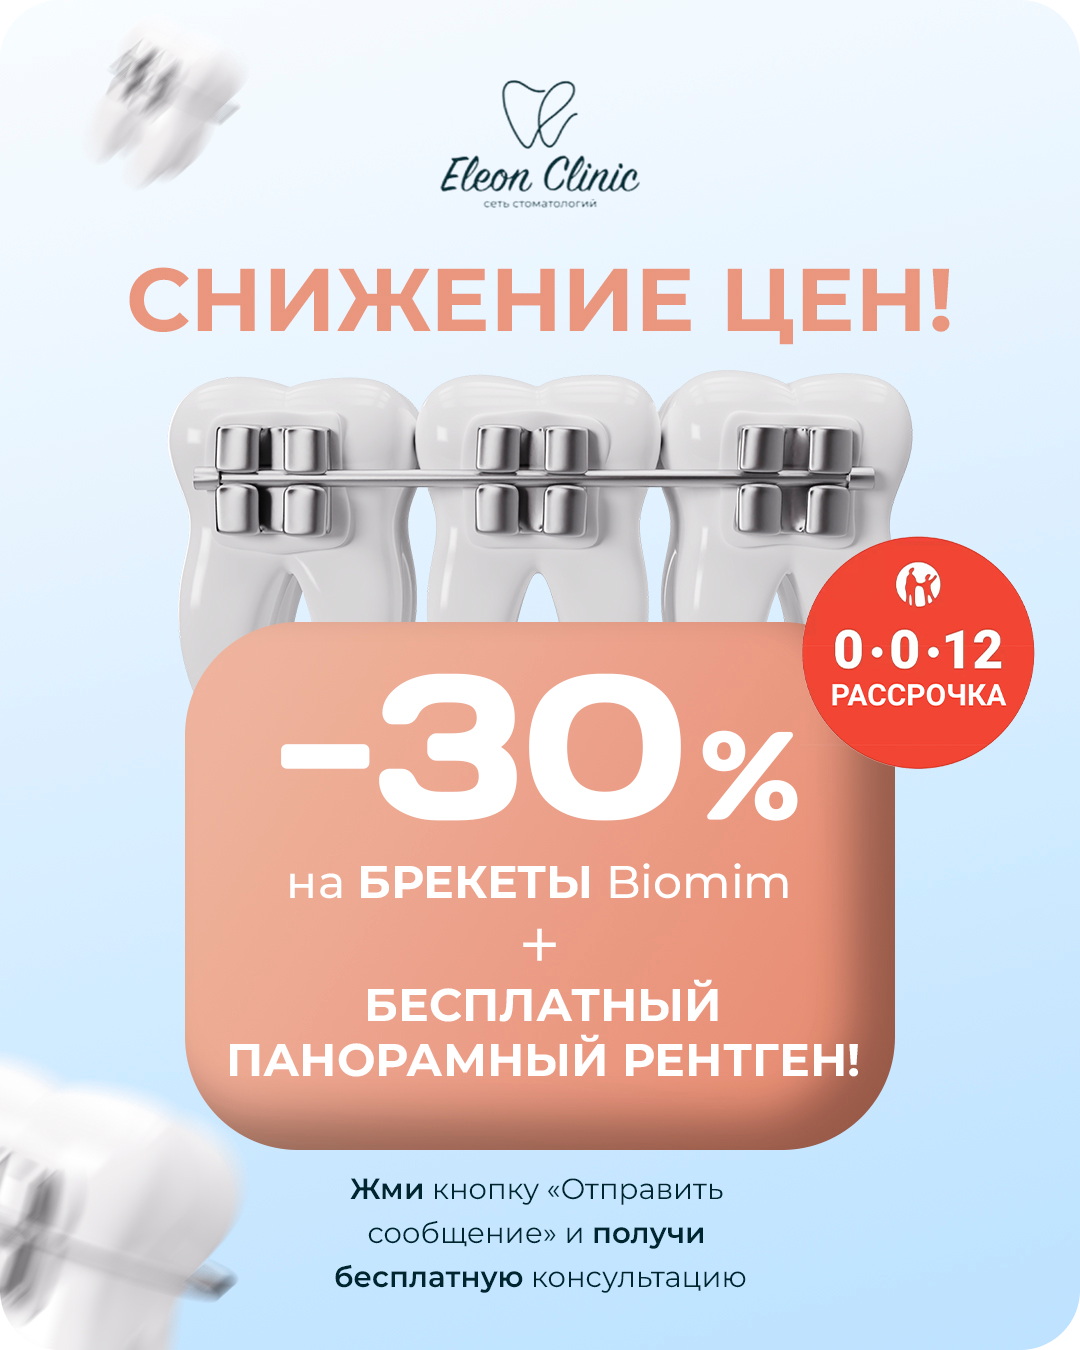 Eleon Clinic
сеть стоматологий
СНИЖЕНИЕ ЦЕН!
0•0•12
РАССРОЧКА
-30%
на БРЕКЕТЫ Biomim
+
БЕСПЛАТНЫЙ
ПАНОРАМНЫЙ РЕНТГЕН!
Жми кнопку «Отправить
сообщение» и получи
бесплатную консультацию